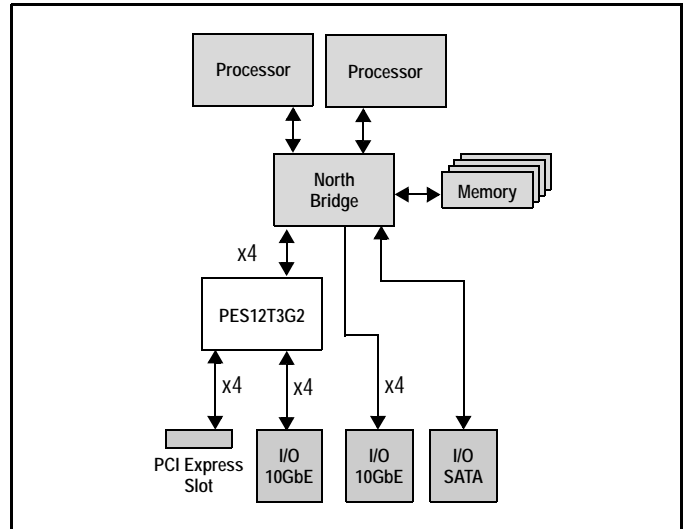 Processor
Processor
North
Bridge
Memory
x4
PES12T3G2
x4
x4
x4
PCI Express
Slot
I/O
10GbE
I/O
10GbE
I/O
SATA